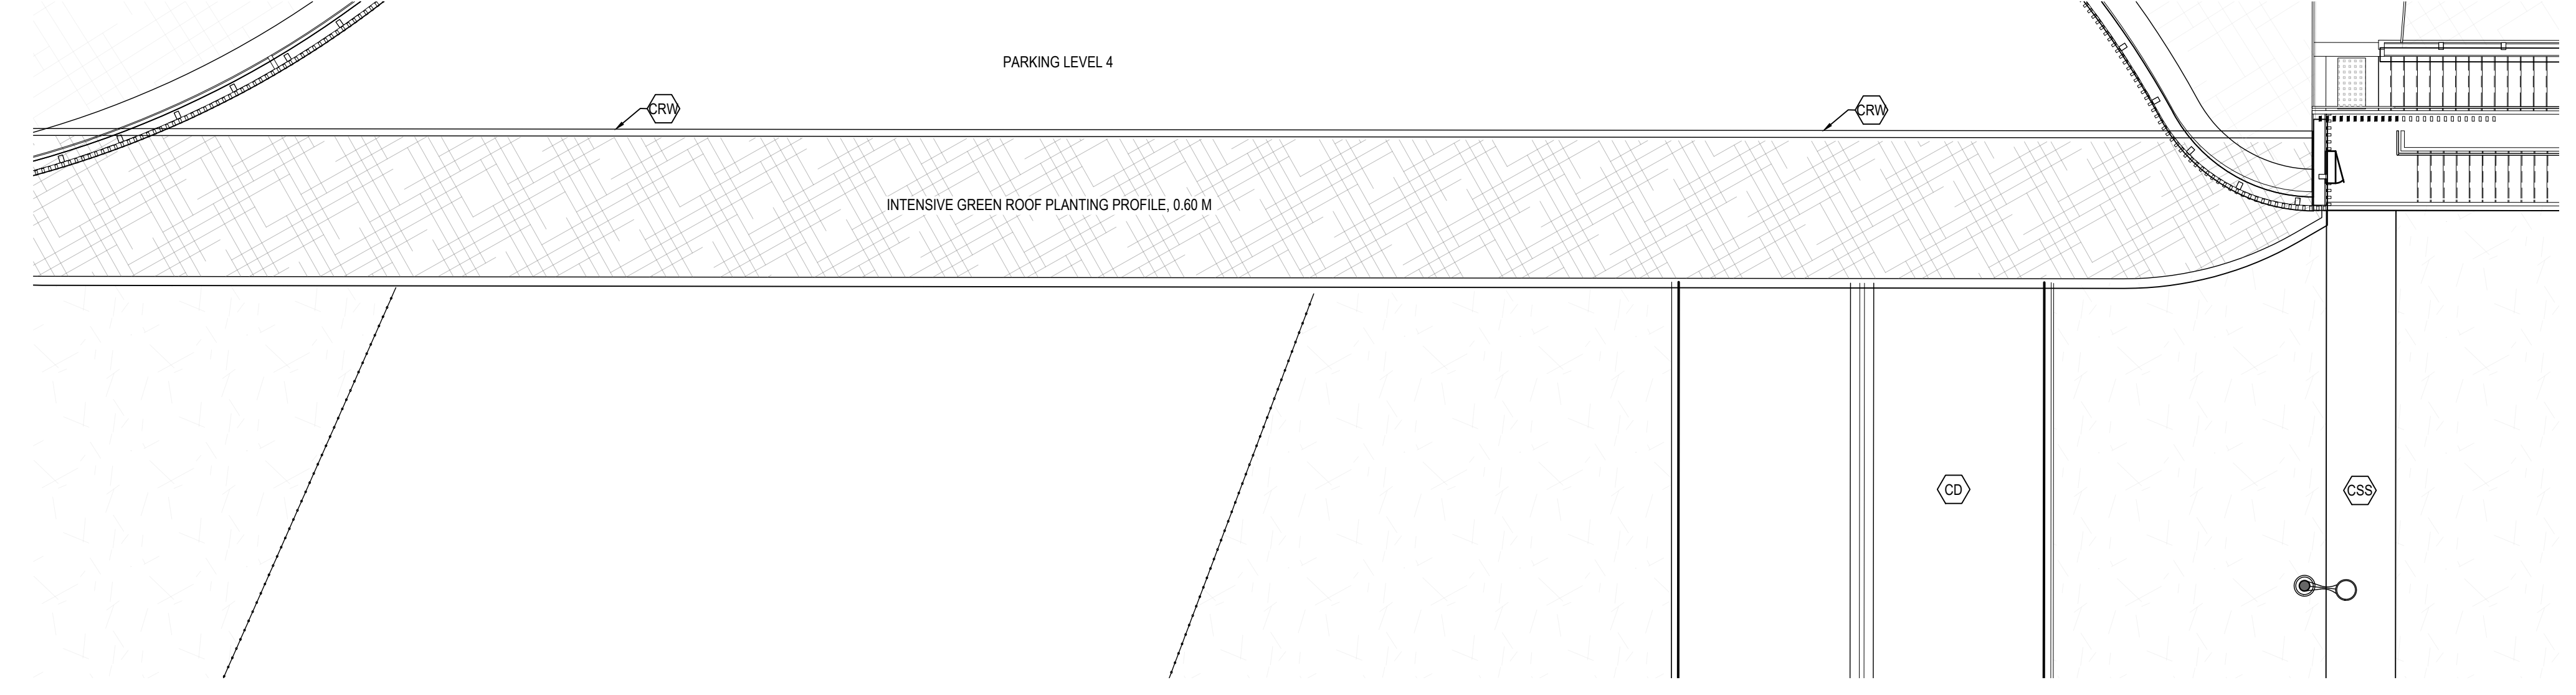 PARKING LEVEL 4
CRW
CRW
INTENSIVE GREEN ROOF PLANTING PROFILE, 0.60 M
CD
CSS